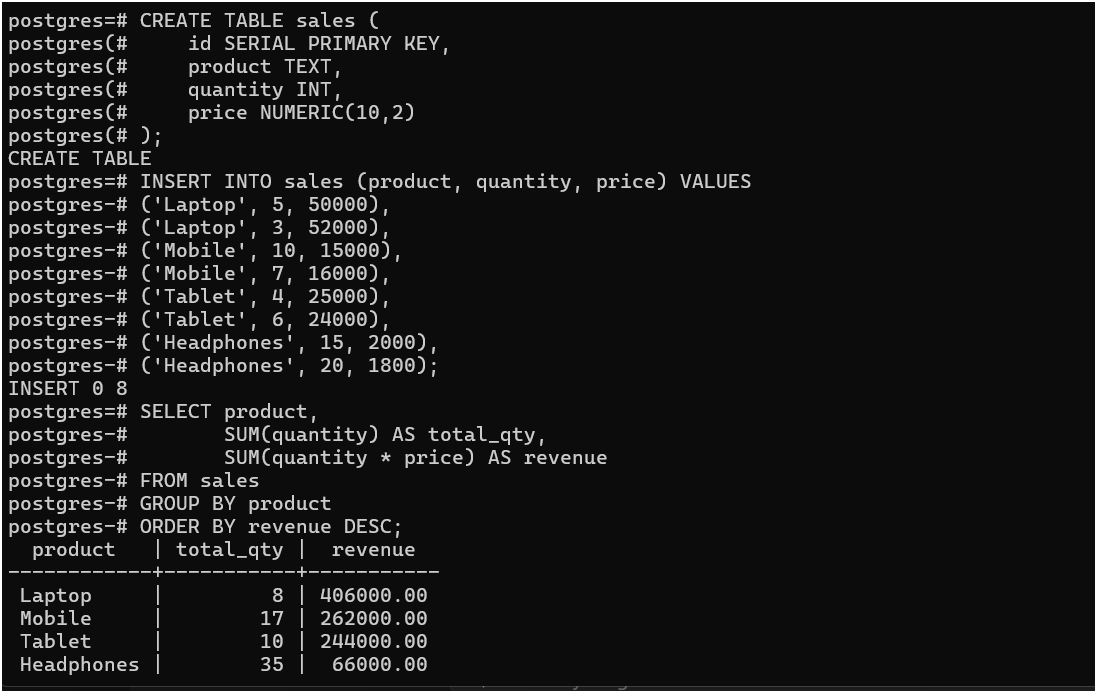 postgres=# CREATE TABLE sales (
postgres(#     id SERIAL PRIMARY KEY,
postgres(#     product TEXT,
postgres(#     quantity INT,
postgres(#     price NUMERIC(10,2)
postgres(# );
CREATE TABLE
postgres=# INSERT INTO sales (product, quantity, price) VALUES
postgres-# ('Laptop', 5, 50000),
postgres-# ('Laptop', 3, 52000),
postgres-# ('Mobile', 10, 15000),
postgres-# ('Mobile', 7, 16000),
postgres-# ('Tablet', 4, 25000),
postgres-# ('Tablet', 6, 24000),
postgres-# ('Headphones', 15, 2000),
postgres-# ('Headphones', 20, 1800);
INSERT 0 8
postgres=# SELECT product,
postgres-#        SUM(quantity) AS total_qty,
postgres-#        SUM(quantity * price) AS revenue
postgres-# FROM sales
postgres-# GROUP BY product
postgres-# ORDER BY revenue DESC;
  product   | total_qty |  revenue
------------+-----------+-----------
 Laptop     |         8 | 406000.00
 Mobile     |        17 | 262000.00
 Tablet     |        10 | 244000.00
 Headphones |        35 |  66000.00